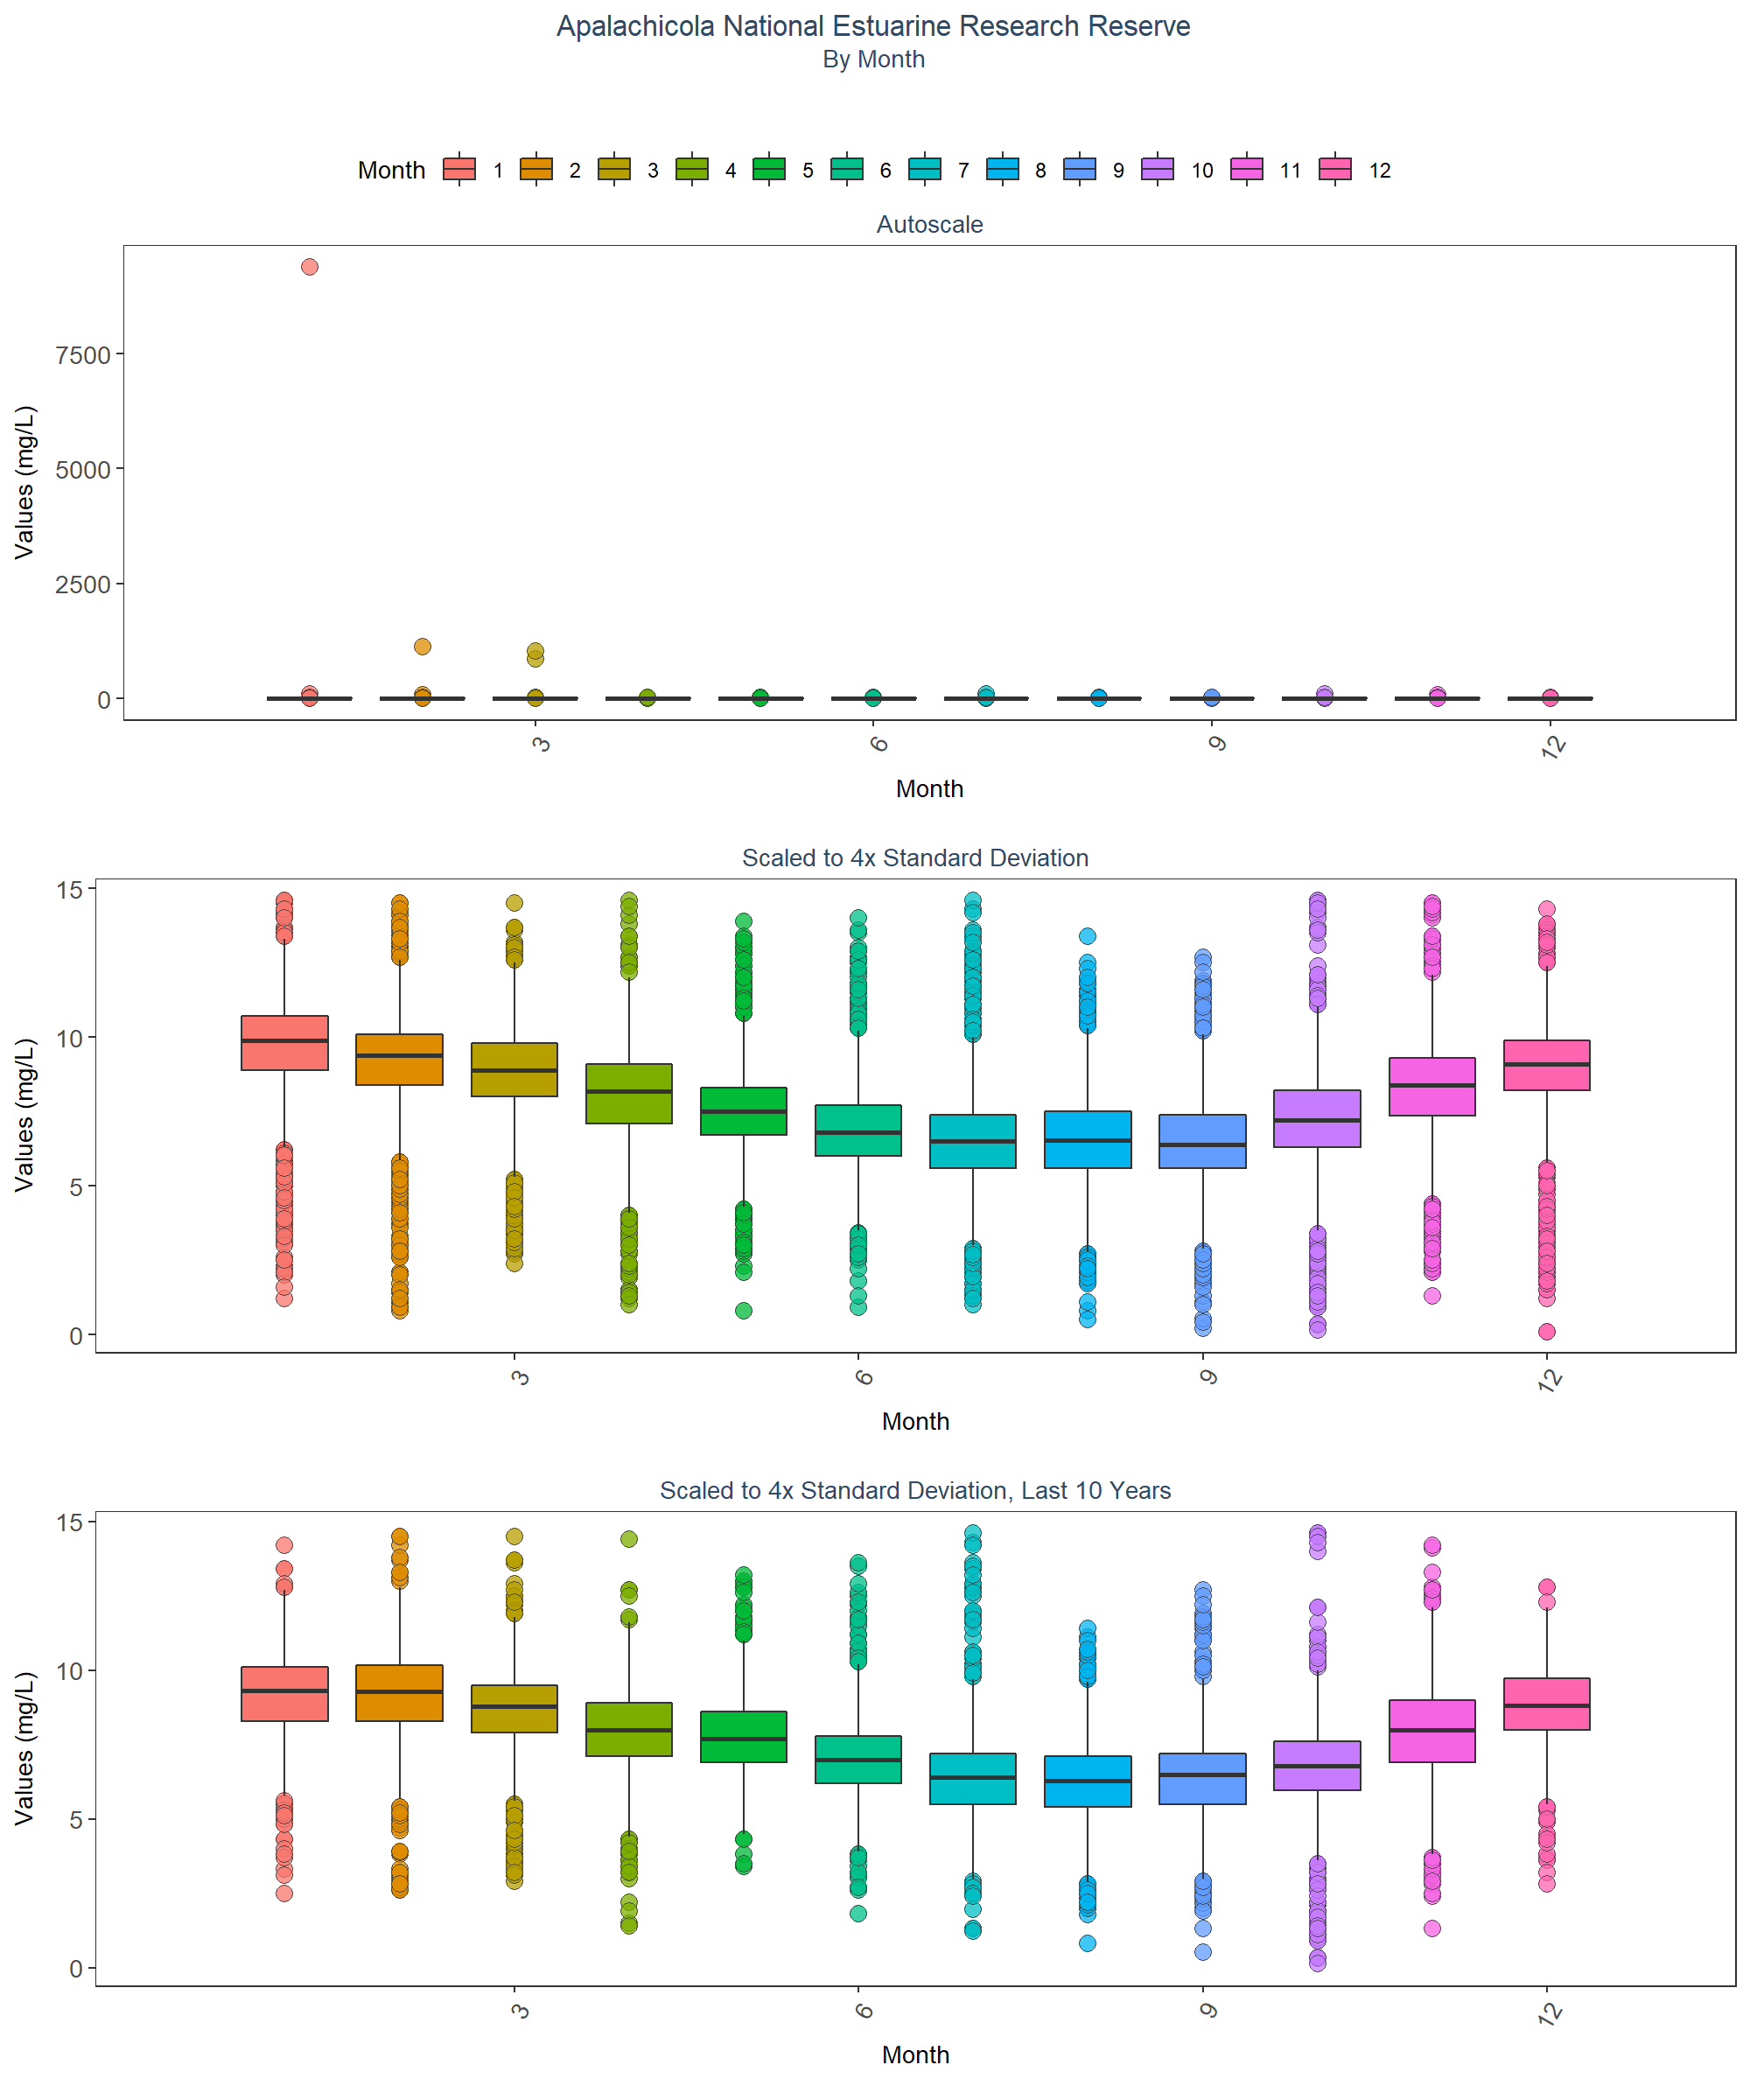 Apalachicola National Estuarine Research Reserve
By Month
Month 1 2 3 4 5 6 7 8 9 10 11 12
Autoscale
Values (mg/L)
7500
5000
2500
0
3 6 9 12
Month
Scaled to 4x Standard Deviation
Values (mg/L)
15
10
5
0
3 6 9 12
Month
Scaled to 4x Standard Deviation, Last 10 Years
Values (mg/L)
15
10
5
0
3 6 9 12
Month